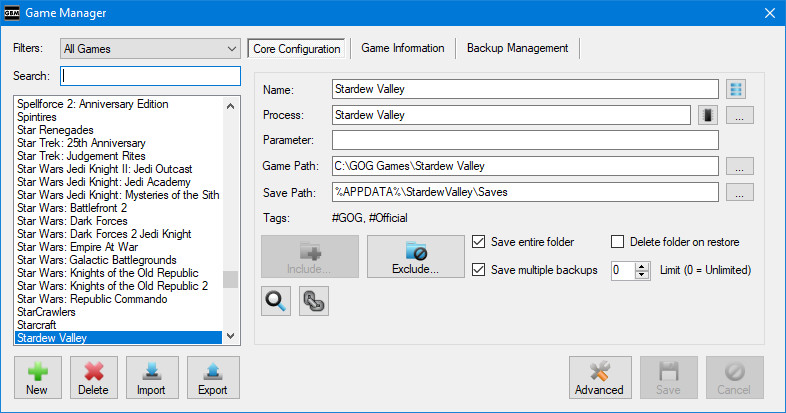 GBM Game Manager
Filters: All Games
Core Configuration Game Information Backup Management
Search:
Spellforce 2: Anniversary Edition
Spintires
Star Renegades
Star Trek: 25th Anniversary
Star Trek: Judgement Rites
Star Wars Jedi Knight II: Jedi Outcast
Star Wars Jedi Knight: Jedi Academy
Star Wars Jedi Knight: Mysteries of the Sith
Star Wars: Battlefront 2
Star Wars: Dark Forces
Star Wars: Dark Forces 2 Jedi Knight
Star Wars: Empire At War
Star Wars: Galactic Battlegrounds
Star Wars: Knights of the Old Republic
Star Wars: Knights of the Old Republic 2
Star Wars: Republic Commando
StarCrawlers
Starcraft
Stardew Valley
Name: Stardew Valley
Process: Stardew Valley ...
Parameter:
Game Path: C:\GOG Games\Stardew Valley ...
Save Path: %APPDATA%\StardewValley\Saves ...
Tags: #GOG, #Official
Include... Exclude...
Save entire folder Delete folder on restore
Save multiple backups 0 Limit (0 = Unlimited)
New Delete Import Export
Advanced Save Cancel